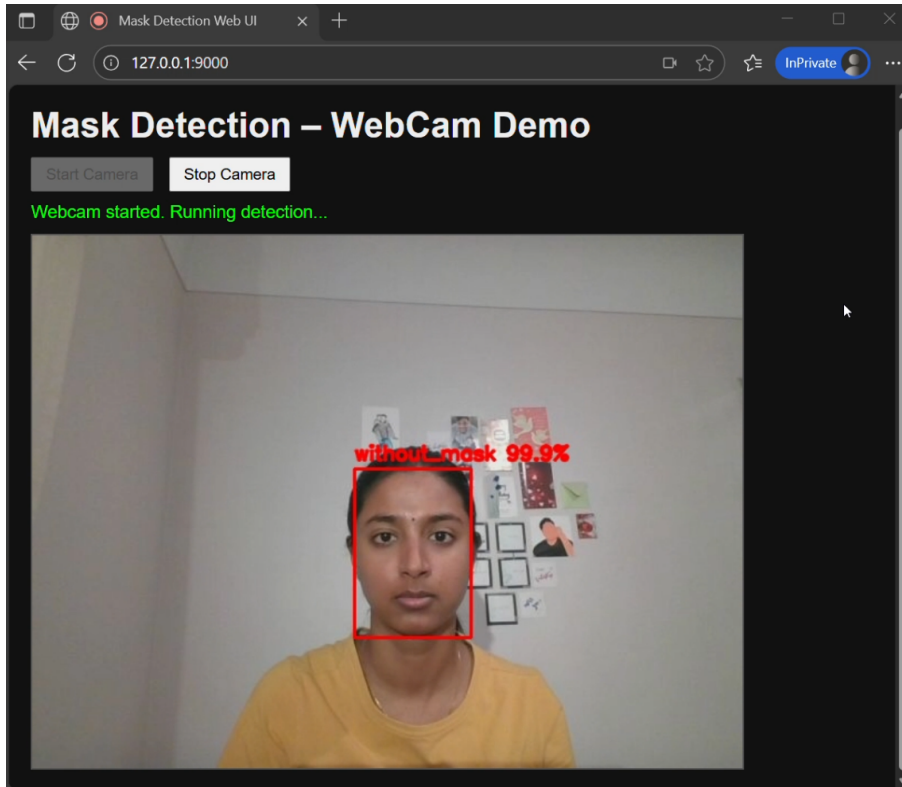 Mask Detection Web UI
127.0.0.1:9000
InPrivate
Mask Detection – WebCam Demo
Start Camera
Stop Camera
Webcam started. Running detection...
without_mask 99.9%